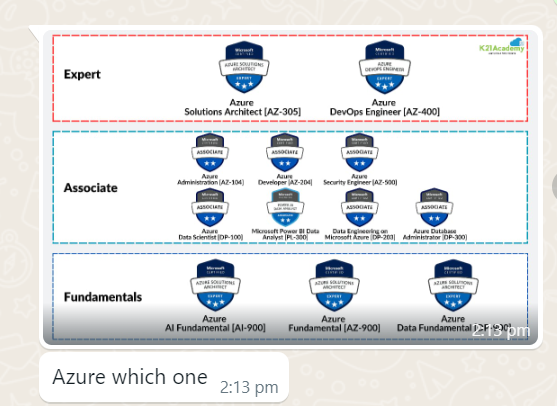 K21Academy
Expert
Microsoft
CERTIFIED
AZURE SOLUTIONS
ARCHITECT
EXPERT
Azure
Solutions Architect [AZ-305]
Microsoft
CERTIFIED
AZURE
DEVOPS ENGINEER
EXPERT
Azure
DevOps Engineer [AZ-400]
Associate
ASSOCIATE
Azure
Administration [AZ-104]
ASSOCIATE
Azure
Developer [AZ-204]
ASSOCIATE
Azure
Security Engineer [AZ-500]
ASSOCIATE
Azure
Data Scientist [DP-100]
Microsoft Power BI Data
Analyst [PL-300]
ASSOCIATE
Data Engineering on
Microsoft Azure [DP-203]
ASSOCIATE
Azure Database
Administrator [DP-300]
Fundamentals
Microsoft
CERTIFIED
AZURE SOLUTIONS
ARCHITECT
EXPERT
Azure
AI Fundamental [AI-900]
Microsoft
CERTIFIED
AZURE SOLUTIONS
ARCHITECT
EXPERT
Azure
Fundamental [AZ-900]
Microsoft
CERTIFIED
AZURE SOLUTIONS
ARCHITECT
EXPERT
Azure
Data Fundamental [DP-900]
2:13 pm
Azure which one
2:13 pm